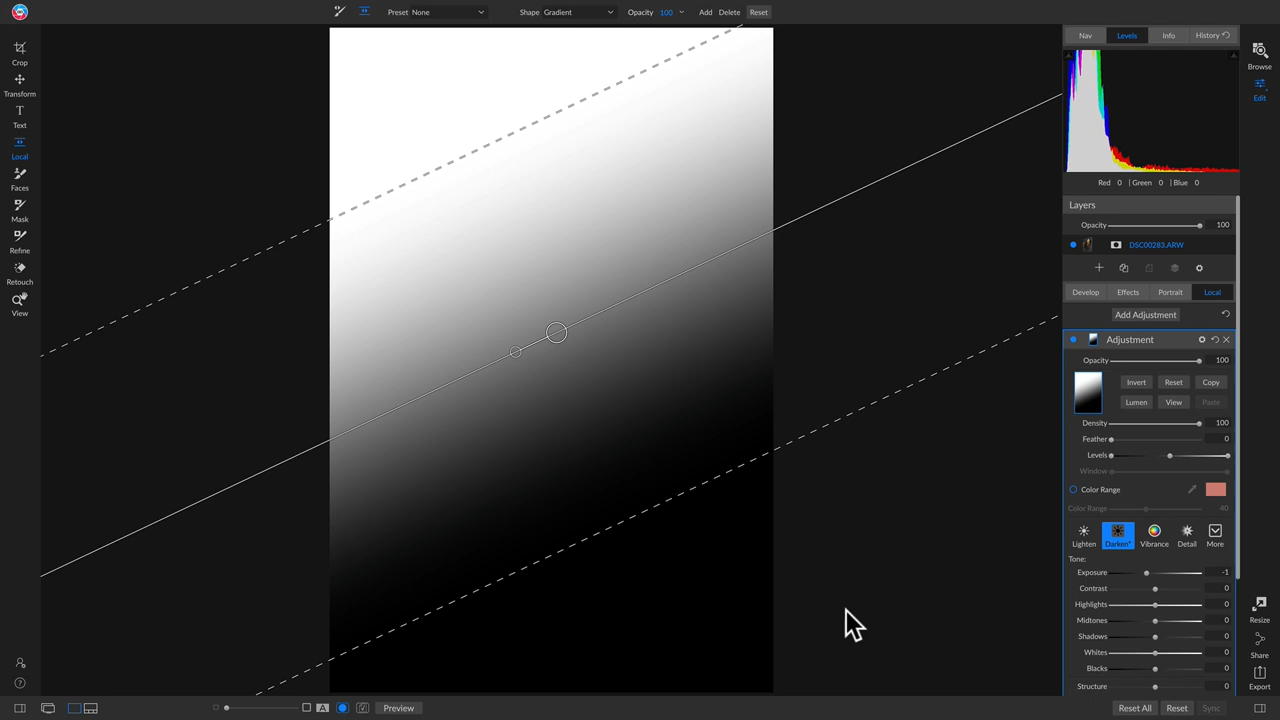 Preset None Shape Gradient Opacity 100 Add Delete Reset
Crop
Transform
Text
Local
Faces
Mask
Refine
Retouch
View
Nav Levels Info History
Browse
Edit
Red 0 | Green 0 | Blue 0
Layers
Opacity 100
DSC00283.ARW
Develop Effects Portrait Local
Add Adjustment
Adjustment
Opacity 100
Invert Reset Copy
Lumen View Paste
Density 100
Feather 0
Levels
Window
Color Range
Color Range 40
Lighten Darken* Vibrance Detail More
Tone:
Exposure -1
Contrast 0
Highlights 0
Midtones 0
Shadows 0
Whites 0
Blacks 0
Structure 0
Resize
Share
Export
A Preview
Reset All Reset Sync